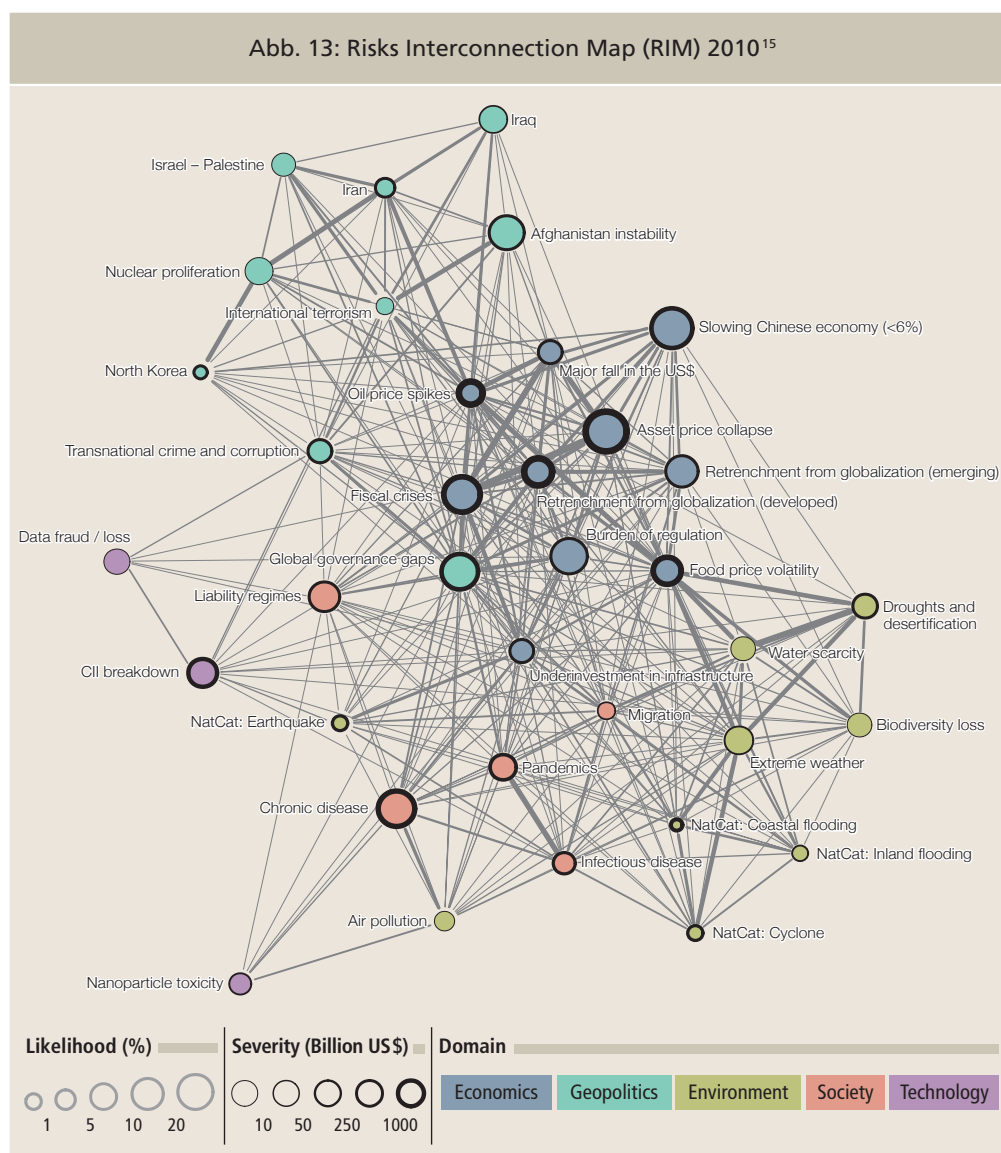 Abb. 13: Risks Interconnection Map (RIM) 2010¹⁵
Iraq
Israel – Palestine
Iran
Afghanistan instability
Nuclear proliferation
International terrorism
Slowing Chinese economy (<6%)
North Korea
Major fall in the US$
Oil price spikes
Asset price collapse
Transnational crime and corruption
Retrenchment from globalization (emerging)
Fiscal crises
Retrenchment from globalization (developed)
Data fraud / loss
Burden of regulation
Global governance gaps
Food price volatility
Liability regimes
Droughts and
desertification
Water scarcity
CII breakdown
Underinvestment in infrastructure
NatCat: Earthquake
Migration
Biodiversity loss
Extreme weather
Pandemics
Chronic disease
NatCat: Coastal flooding
NatCat: Inland flooding
Infectious disease
Air pollution
NatCat: Cyclone
Nanoparticle toxicity
Likelihood (%)
1 5 10 20
Severity (Billion US$)
10 50 250 1000
Domain
Economics Geopolitics Environment Society Technology